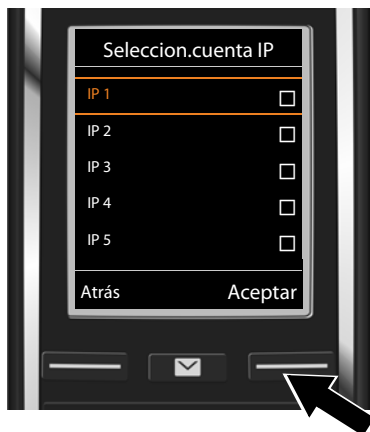 Seleccion.cuenta IP
IP 1
IP 2
IP 3
IP 4
IP 5
Atrás Aceptar